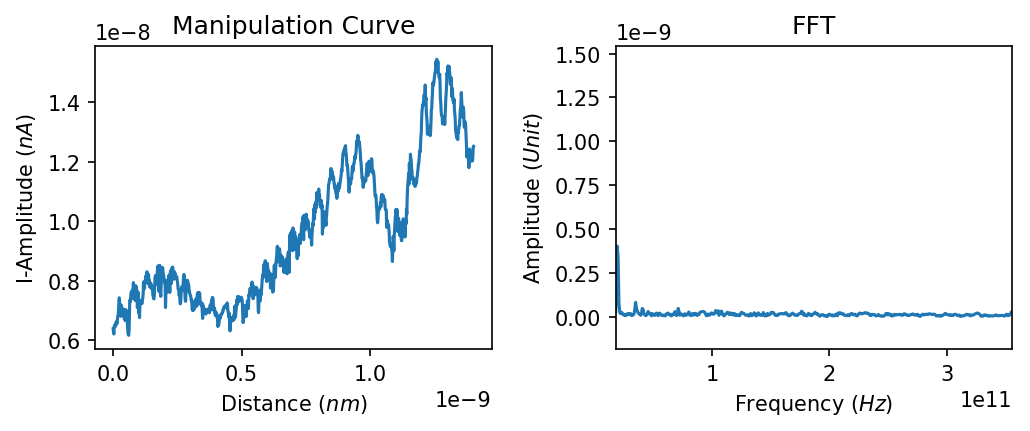 Manipulation Curve
1e−8
I-Amplitude (nA)
1.4
1.2
1.0
0.8
0.6
0.0 0.5 1.0
1e−9
Distance (nm)
FFT
1e−9
Amplitude (Unit)
1.50
1.25
1.00
0.75
0.50
0.25
0.00
1 2 3
1e11
Frequency (Hz)